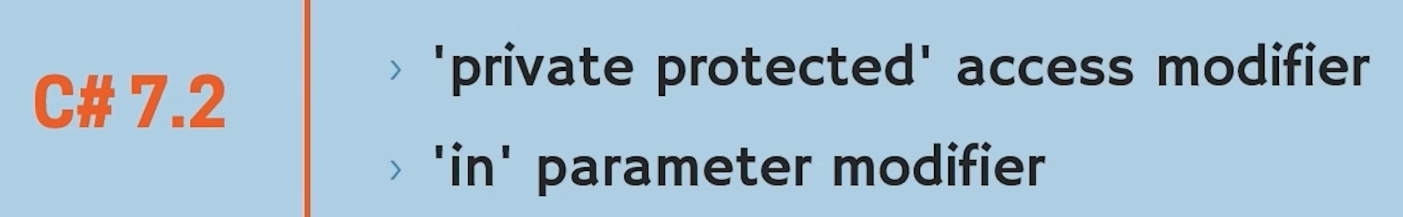 C# 7.2
› 'private protected' access modifier
› 'in' parameter modifier